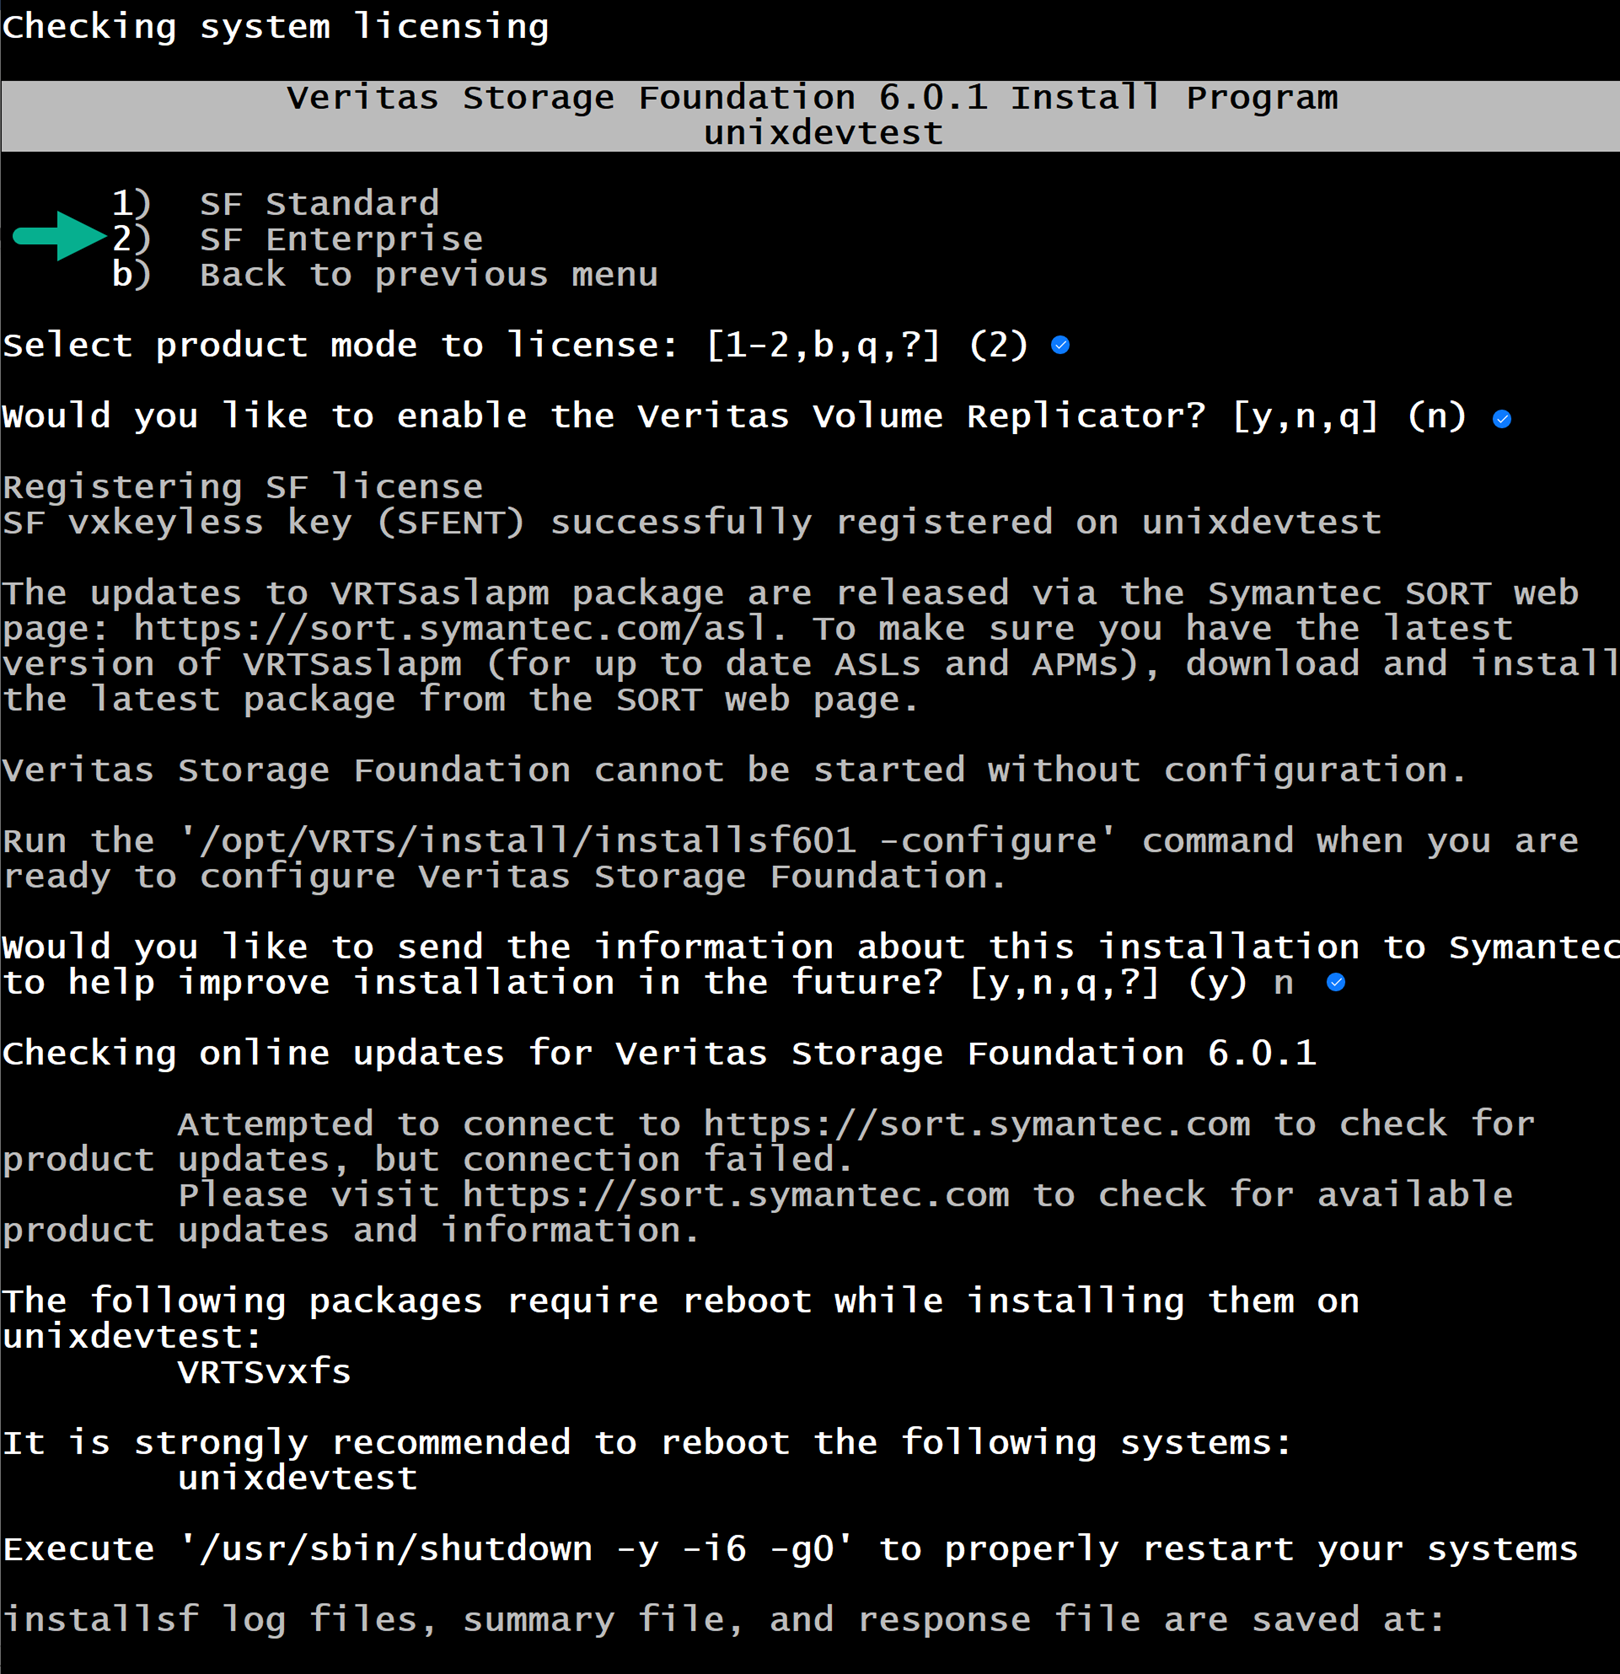 Checking system licensing
Veritas Storage Foundation 6.0.1 Install Program
unixdevtest
1) SF Standard
2) SF Enterprise
b) Back to previous menu
Select product mode to license: [1-2,b,q,?] (2)
Would you like to enable the Veritas Volume Replicator? [y,n,q] (n)
Registering SF license
SF vxkeyless key (SFENT) successfully registered on unixdevtest
The updates to VRTSaslapm package are released via the Symantec SORT web
page: https://sort.symantec.com/asl. To make sure you have the latest
version of VRTSaslapm (for up to date ASLs and APMs), download and install
the latest package from the SORT web page.
Veritas Storage Foundation cannot be started without configuration.
Run the '/opt/VRTS/install/installsf601 -configure' command when you are
ready to configure Veritas Storage Foundation.
Would you like to send the information about this installation to Symantec
to help improve installation in the future? [y,n,q,?] (y) n
Checking online updates for Veritas Storage Foundation 6.0.1
Attempted to connect to https://sort.symantec.com to check for
product updates, but connection failed.
Please visit https://sort.symantec.com to check for available
product updates and information.
The following packages require reboot while installing them on
unixdevtest:
VRTSvxfs
It is strongly recommended to reboot the following systems:
unixdevtest
Execute '/usr/sbin/shutdown -y -i6 -g0' to properly restart your systems
installsf log files, summary file, and response file are saved at: